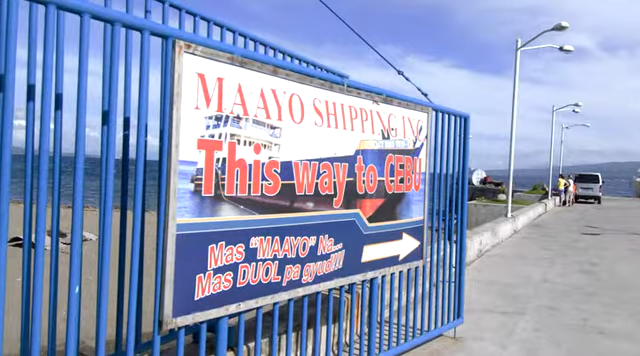 MAAYO SHIPPING INC
This way to CEBU
Mas "MAAYO" Na...
Mas DUOL pa gyud!!!